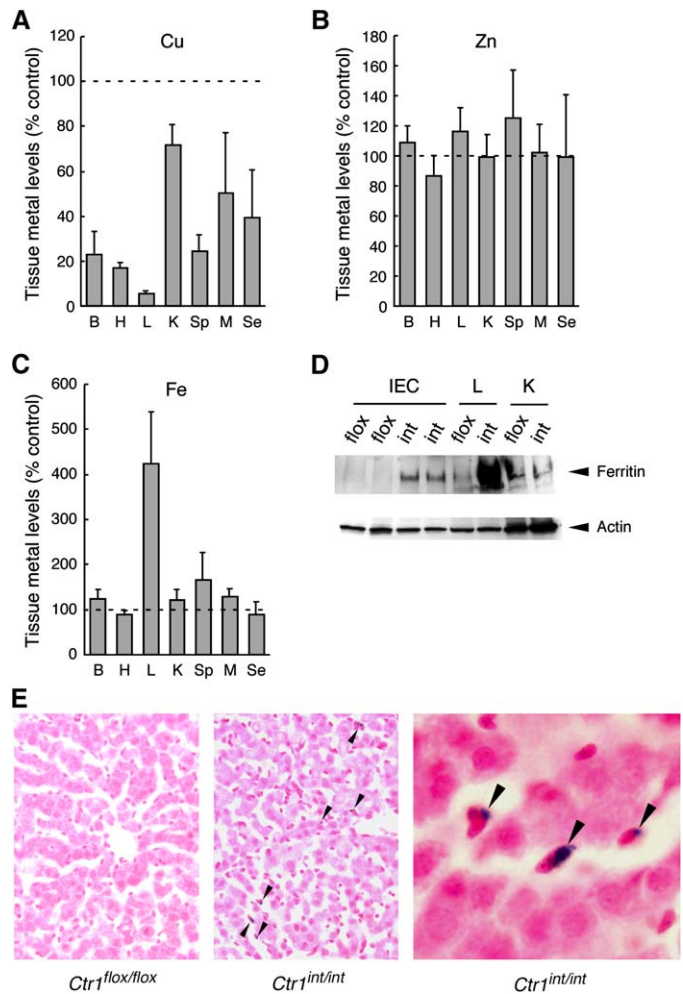 A
Cu
Tissue metal levels (% control)
120
100
80
60
40
20
0
B H L K Sp M Se
B
Zn
Tissue metal levels (% control)
180
160
140
120
100
80
60
40
20
0
B H L K Sp M Se
C
Fe
Tissue metal levels (% control)
600
500
400
300
200
100
0
B H L K Sp M Se
D
IEC L K
flox flox int int flox int flox int
Ferritin
Actin
E
Ctr1flox/flox
Ctr1int/int
Ctr1int/int